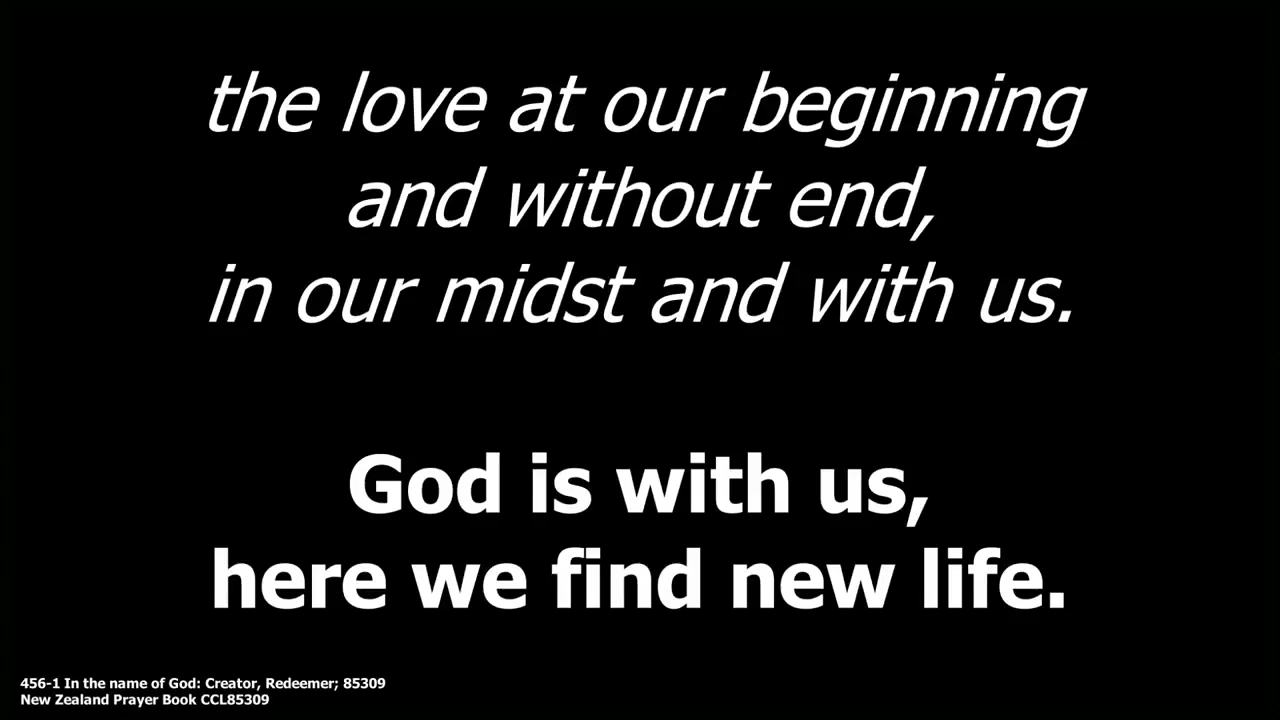 the love at our beginning
and without end,
in our midst and with us.
God is with us,
here we find new life.
456-1 In the name of God: Creator, Redeemer; 85309
New Zealand Prayer Book CCL85309